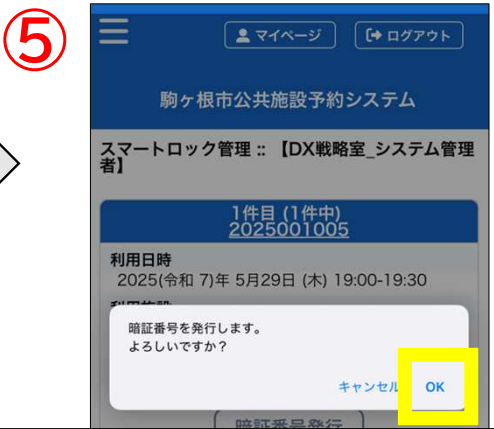 ⑤
マイページ
ログアウト
駒ヶ根市公共施設予約システム
スマートロック管理 :: 【DX戦略室_システム管理
者】
1件目 (1件中)
2025001005
利用日時
2025(令和 7)年 5月29日 (木) 19:00-19:30
利用施設
暗証番号を発行します。
よろしいですか？
キャンセル
OK
暗証番号発行